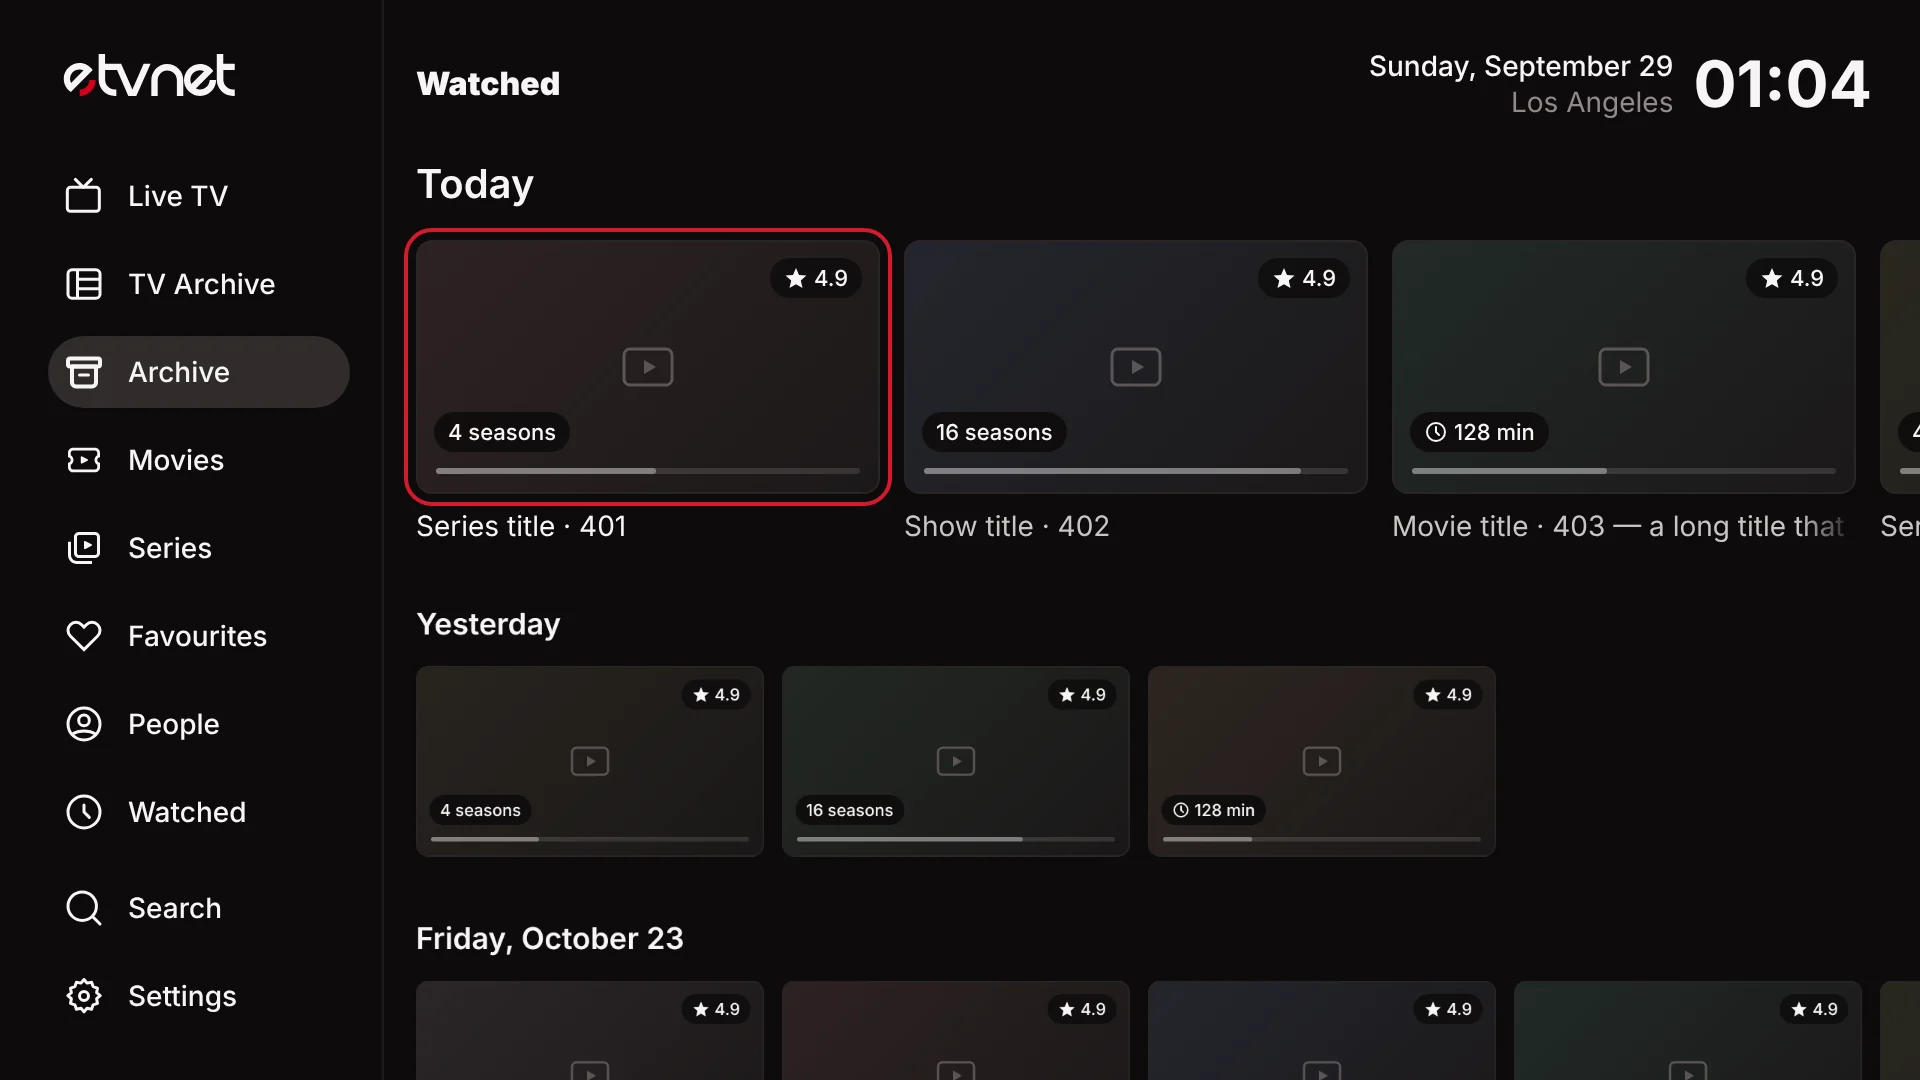 etvnet
Live TV
TV Archive
Archive
Movies
Series
Favourites
People
Watched
Search
Settings
Watched
Sunday, September 29
Los Angeles
01:04
Today
4.9
4 seasons
Series title · 401
4.9
16 seasons
Show title · 402
4.9
128 min
Movie title · 403 — a long title that
Yesterday
4.9
4 seasons
4.9
16 seasons
4.9
128 min
Friday, October 23
4.9
4.9
4.9
4.9